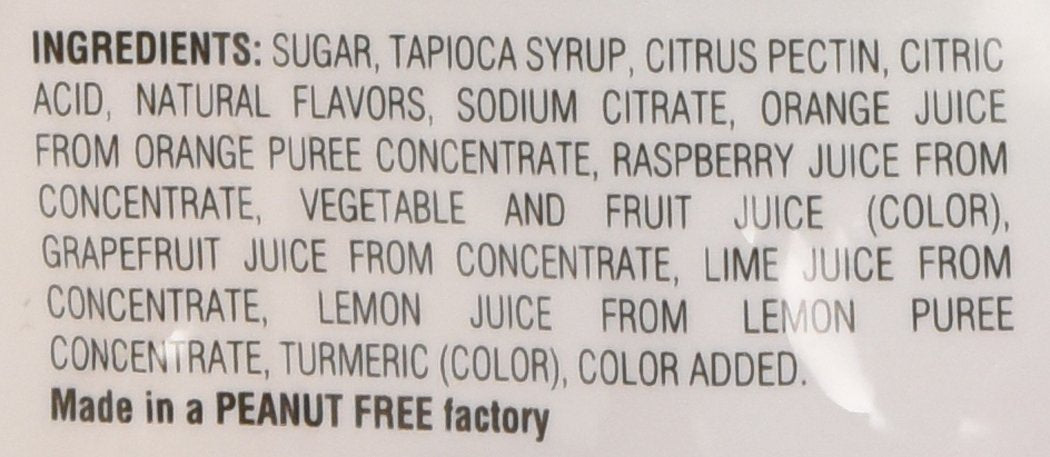 INGREDIENTS: SUGAR, TAPIOCA SYRUP, CITRUS PECTIN, CITRIC
ACID, NATURAL FLAVORS, SODIUM CITRATE, ORANGE JUICE
FROM ORANGE PUREE CONCENTRATE, RASPBERRY JUICE FROM
CONCENTRATE, VEGETABLE AND FRUIT JUICE (COLOR),
GRAPEFRUIT JUICE FROM CONCENTRATE, LIME JUICE FROM
CONCENTRATE, LEMON JUICE FROM LEMON PUREE
CONCENTRATE, TURMERIC (COLOR), COLOR ADDED.
Made in a PEANUT FREE factory